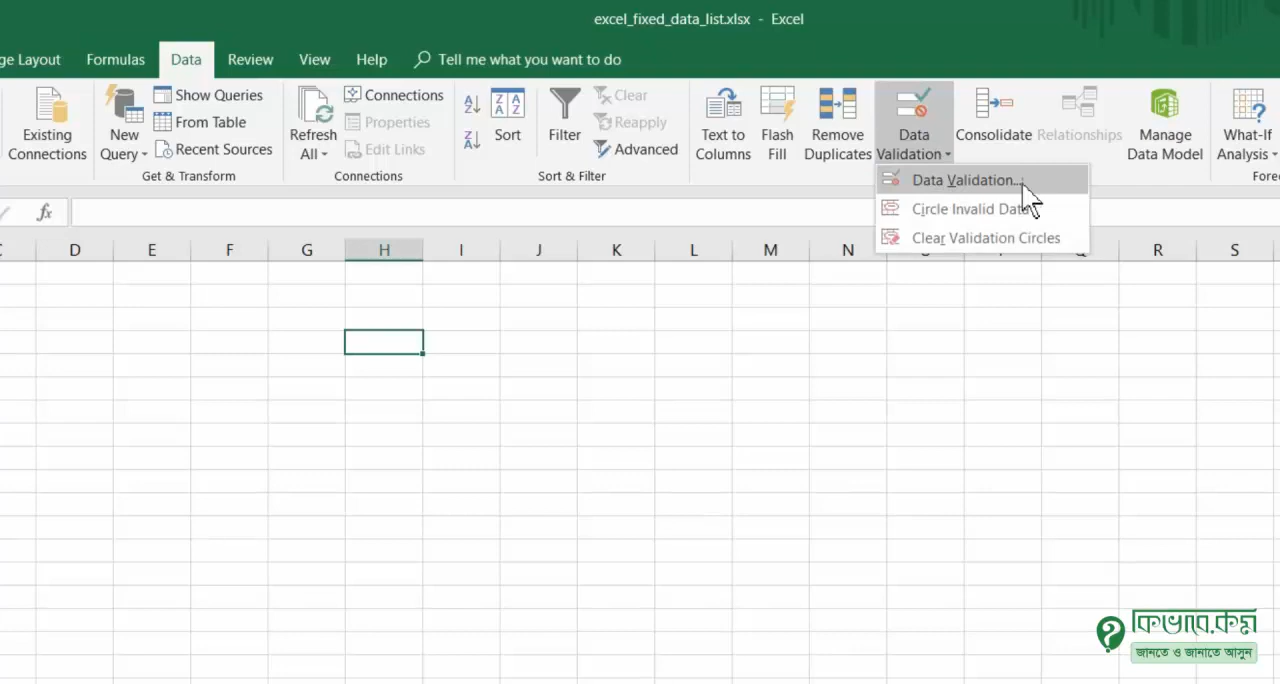 excel_fixed_data_list.xlsx - Excel
ge Layout Formulas Data Review View Help Tell me what you want to do
Existing Connections
New Query
Show Queries
From Table
Recent Sources
Get & Transform
Refresh All
Connections
Properties
Edit Links
Connections
Sort
Filter
Clear
Reapply
Advanced
Sort & Filter
Text to Columns
Flash Fill
Remove Duplicates
Data Validation
Consolidate
Relationships
Manage Data Model
What-If Analysis
Fore
Data Validation...
Circle Invalid Data
Clear Validation Circles
fx
D E F G H I J K L M N R S
কিভাবে.কম
জানতে ও জানাতে আসুন